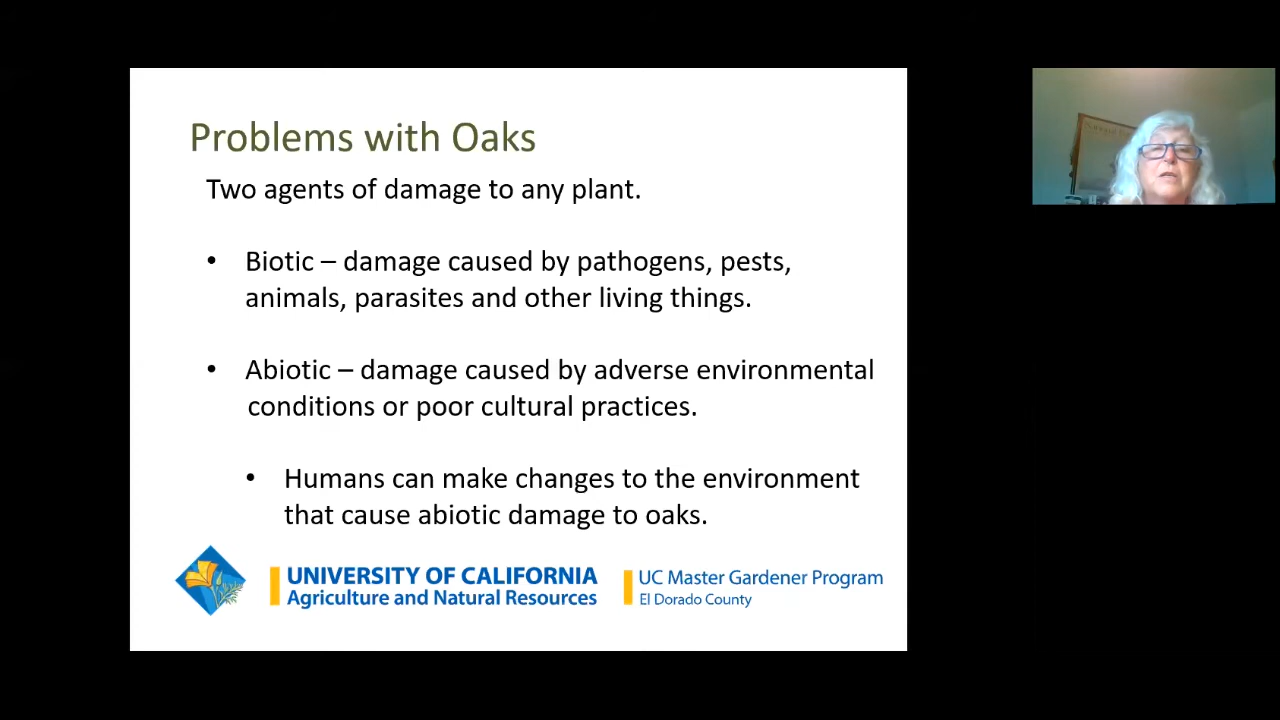 Problems with Oaks
Two agents of damage to any plant.
• Biotic – damage caused by pathogens, pests,
animals, parasites and other living things.
• Abiotic – damage caused by adverse environmental
conditions or poor cultural practices.
• Humans can make changes to the environment
that cause abiotic damage to oaks.
UNIVERSITY OF CALIFORNIA
Agriculture and Natural Resources
UC Master Gardener Program
El Dorado County